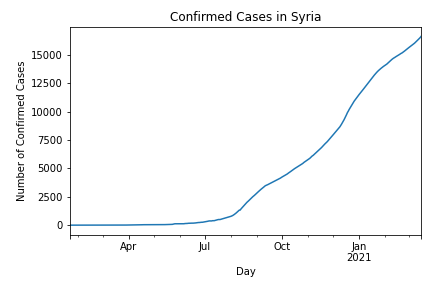 Confirmed Cases in Syria
Number of Confirmed Cases
15000
12500
10000
7500
5000
2500
0
Apr
Jul
Oct
Jan
2021
Day